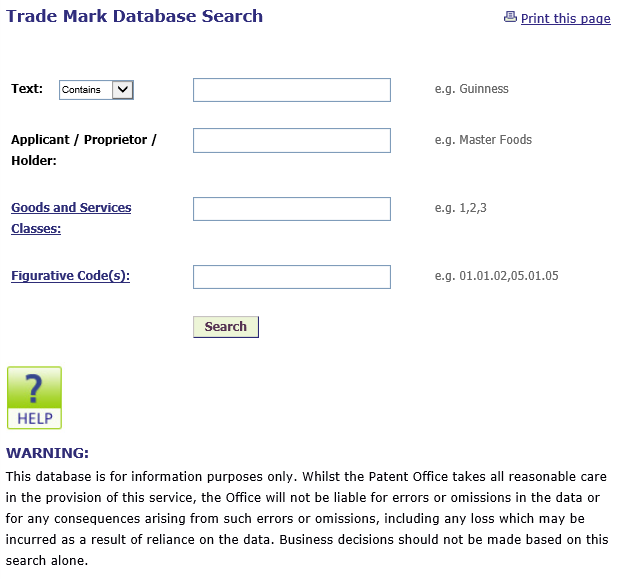 Trade Mark Database Search
Print this page
Text: Contains e.g. Guinness
Applicant / Proprietor / e.g. Master Foods
Holder:
Goods and Services e.g. 1,2,3
Classes:
Figurative Code(s): e.g. 01.01.02,05.01.05
Search
?
HELP
WARNING:
This database is for information purposes only. Whilst the Patent Office takes all reasonable care
in the provision of this service, the Office will not be liable for errors or omissions in the data or
for any consequences arising from such errors or omissions, including any loss which may be
incurred as a result of reliance on the data. Business decisions should not be made based on this
search alone.